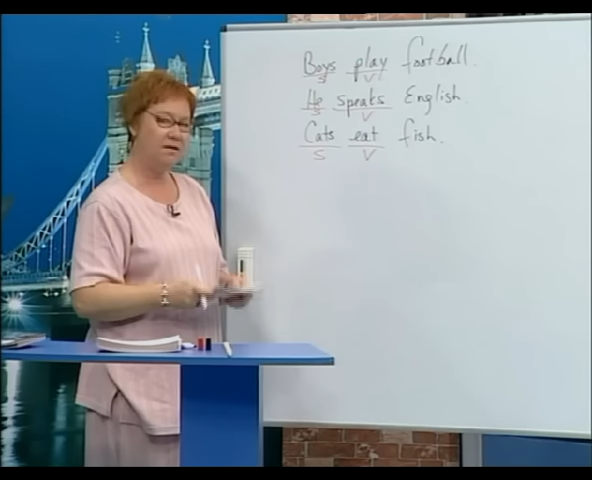 Boys play football.
S V
He speaks English.
S V
Cats eat fish.
S V